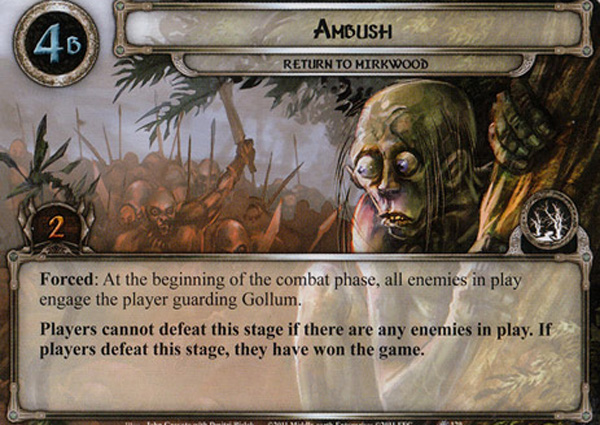 4B
AMBUSH
RETURN TO MIRKWOOD
2
Forced: At the beginning of the combat phase, all enemies in play
engage the player guarding Gollum.
Players cannot defeat this stage if there are any enemies in play. If
players defeat this stage, they have won the game.